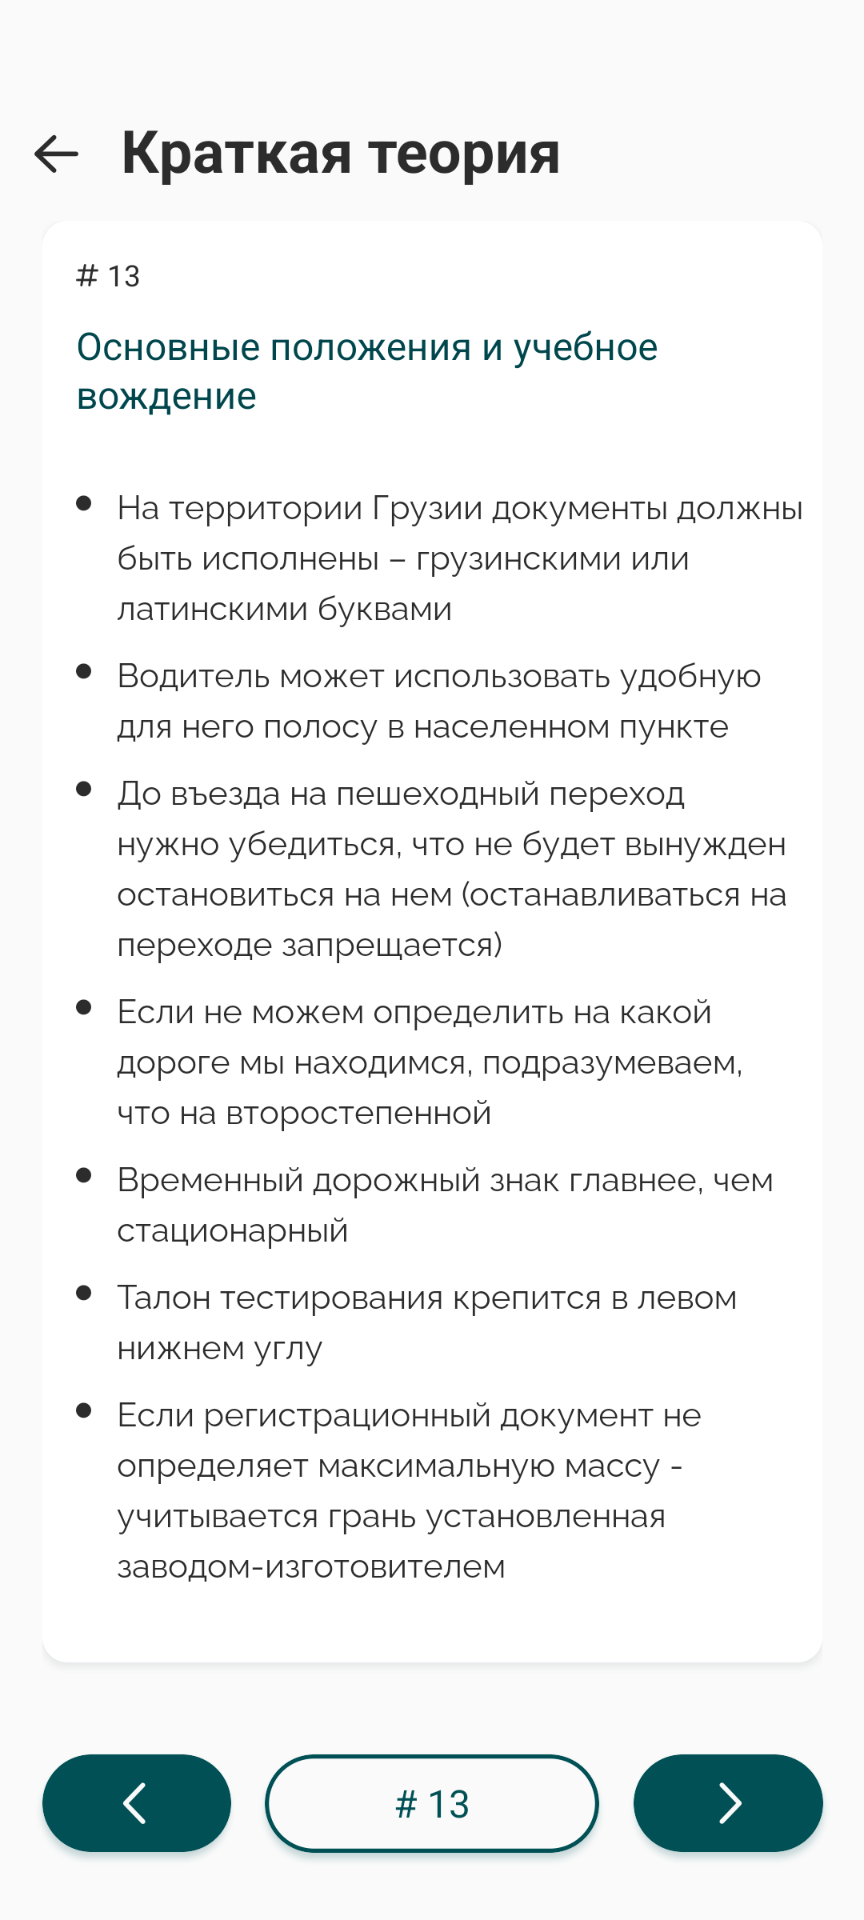 Краткая теория
# 13
Основные положения и учебное
вождение
• На территории Грузии документы должны
быть исполнены – грузинскими или
латинскими буквами
• Водитель может использовать удобную
для него полосу в населенном пункте
• До въезда на пешеходный переход
нужно убедиться, что не будет вынужден
остановиться на нем (останавливаться на
переходе запрещается)
• Если не можем определить на какой
дороге мы находимся, подразумеваем,
что на второстепенной
• Временный дорожный знак главнее, чем
стационарный
• Талон тестирования крепится в левом
нижнем углу
• Если регистрационный документ не
определяет максимальную массу -
учитывается грань установленная
заводом-изготовителем
# 13